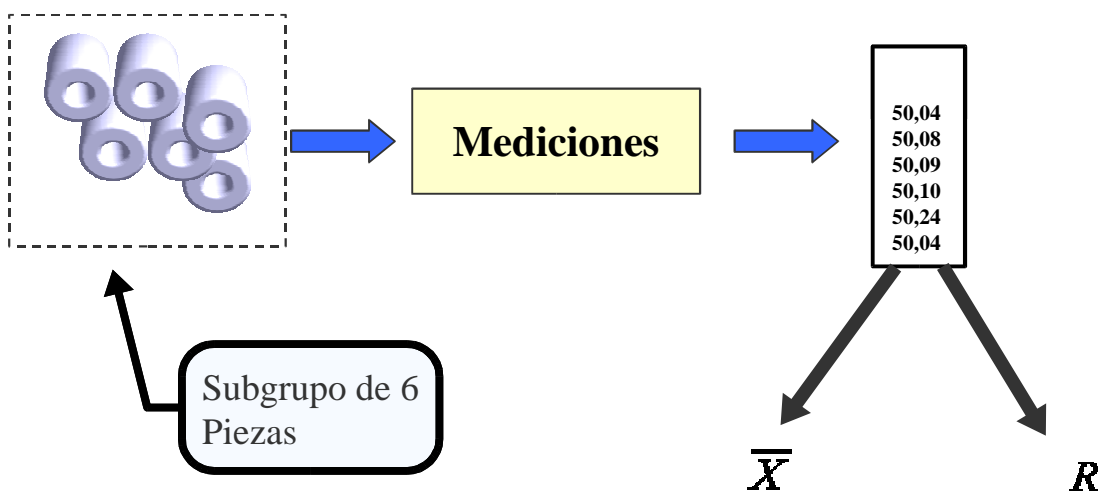 Mediciones
50,04
50,08
50,09
50,10
50,24
50,04
Subgrupo de 6
Piezas
X̅
R